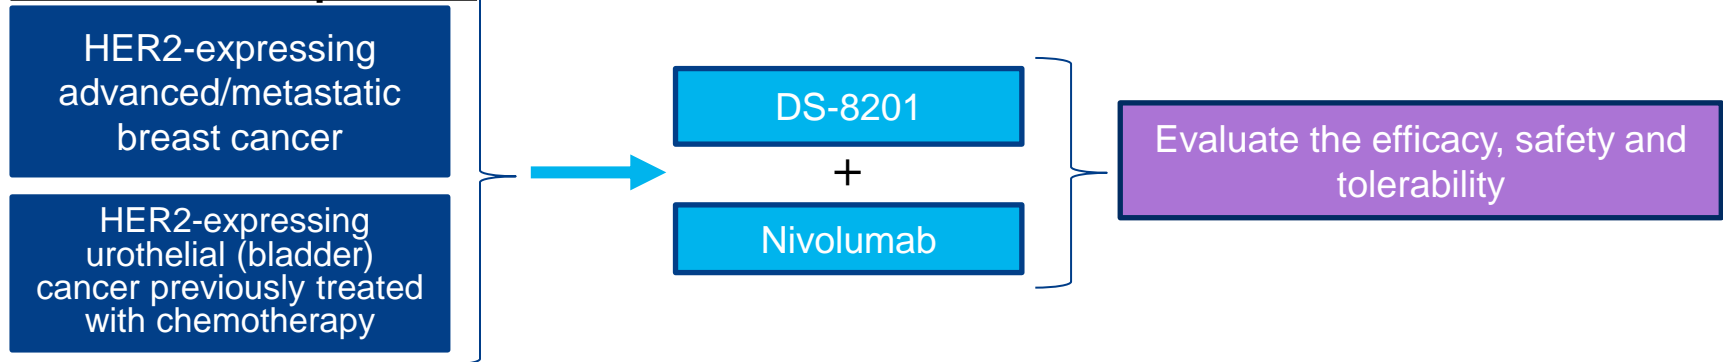 HER2-expressing
advanced/metastatic
breast cancer
HER2-expressing
urothelial (bladder)
cancer previously treated
with chemotherapy
DS-8201
+
Nivolumab
Evaluate the efficacy, safety and
tolerability